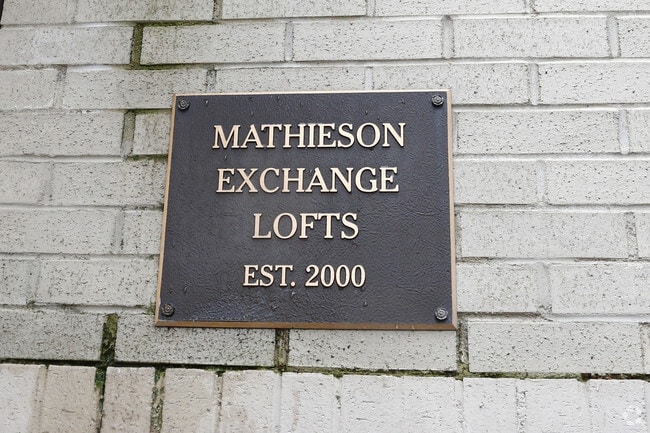 MATHIESON
EXCHANGE
LOFTS
EST. 2000